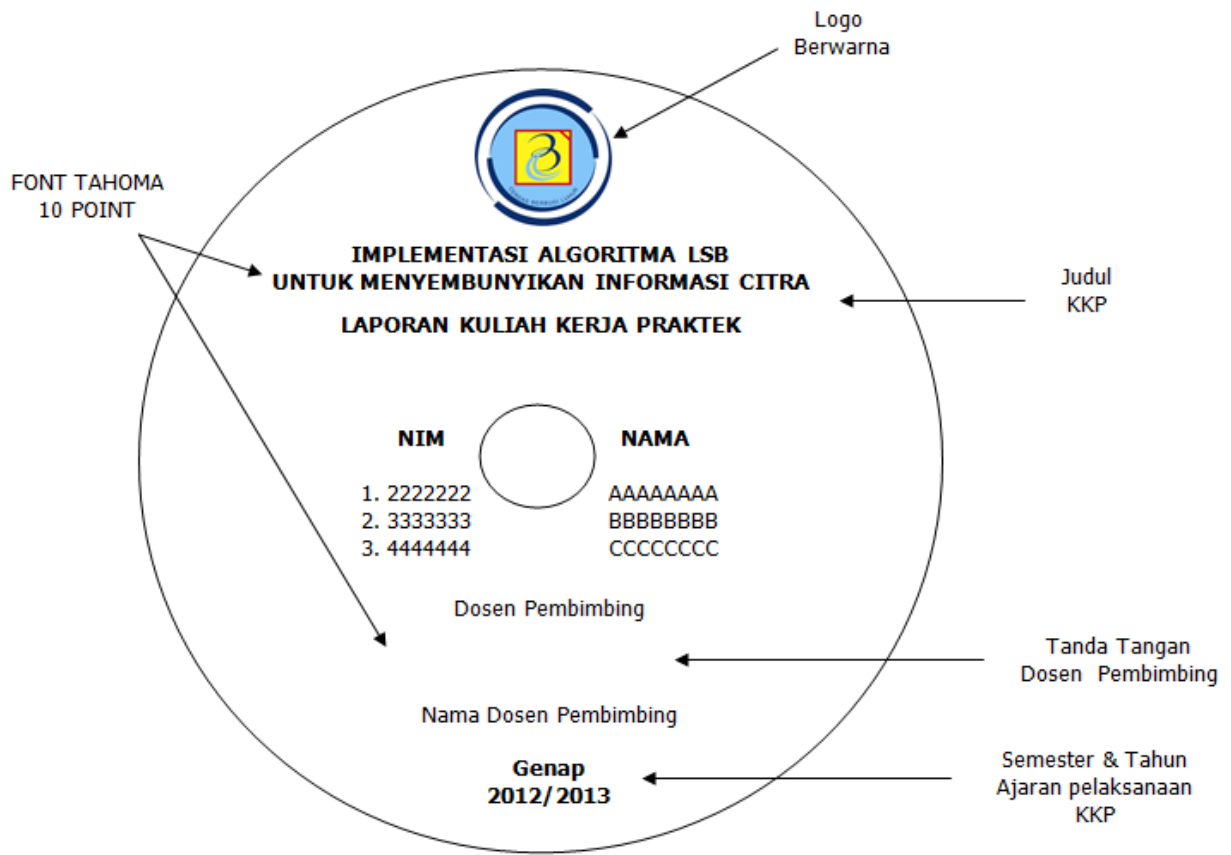 Logo
Berwarna
FONT TAHOMA
10 POINT
IMPLEMENTASI ALGORITMA LSB
UNTUK MENYEMBUNYIKAN INFORMASI CITRA
LAPORAN KULIAH KERJA PRAKTEK
Judul
KKP
NIM NAMA
1. 2222222 AAAAAAAA
2. 3333333 BBBBBBBB
3. 4444444 CCCCCCCC
Dosen Pembimbing
Tanda Tangan
Dosen Pembimbing
Nama Dosen Pembimbing
Genap
2012/2013
Semester & Tahun
Ajaran pelaksanaan
KKP